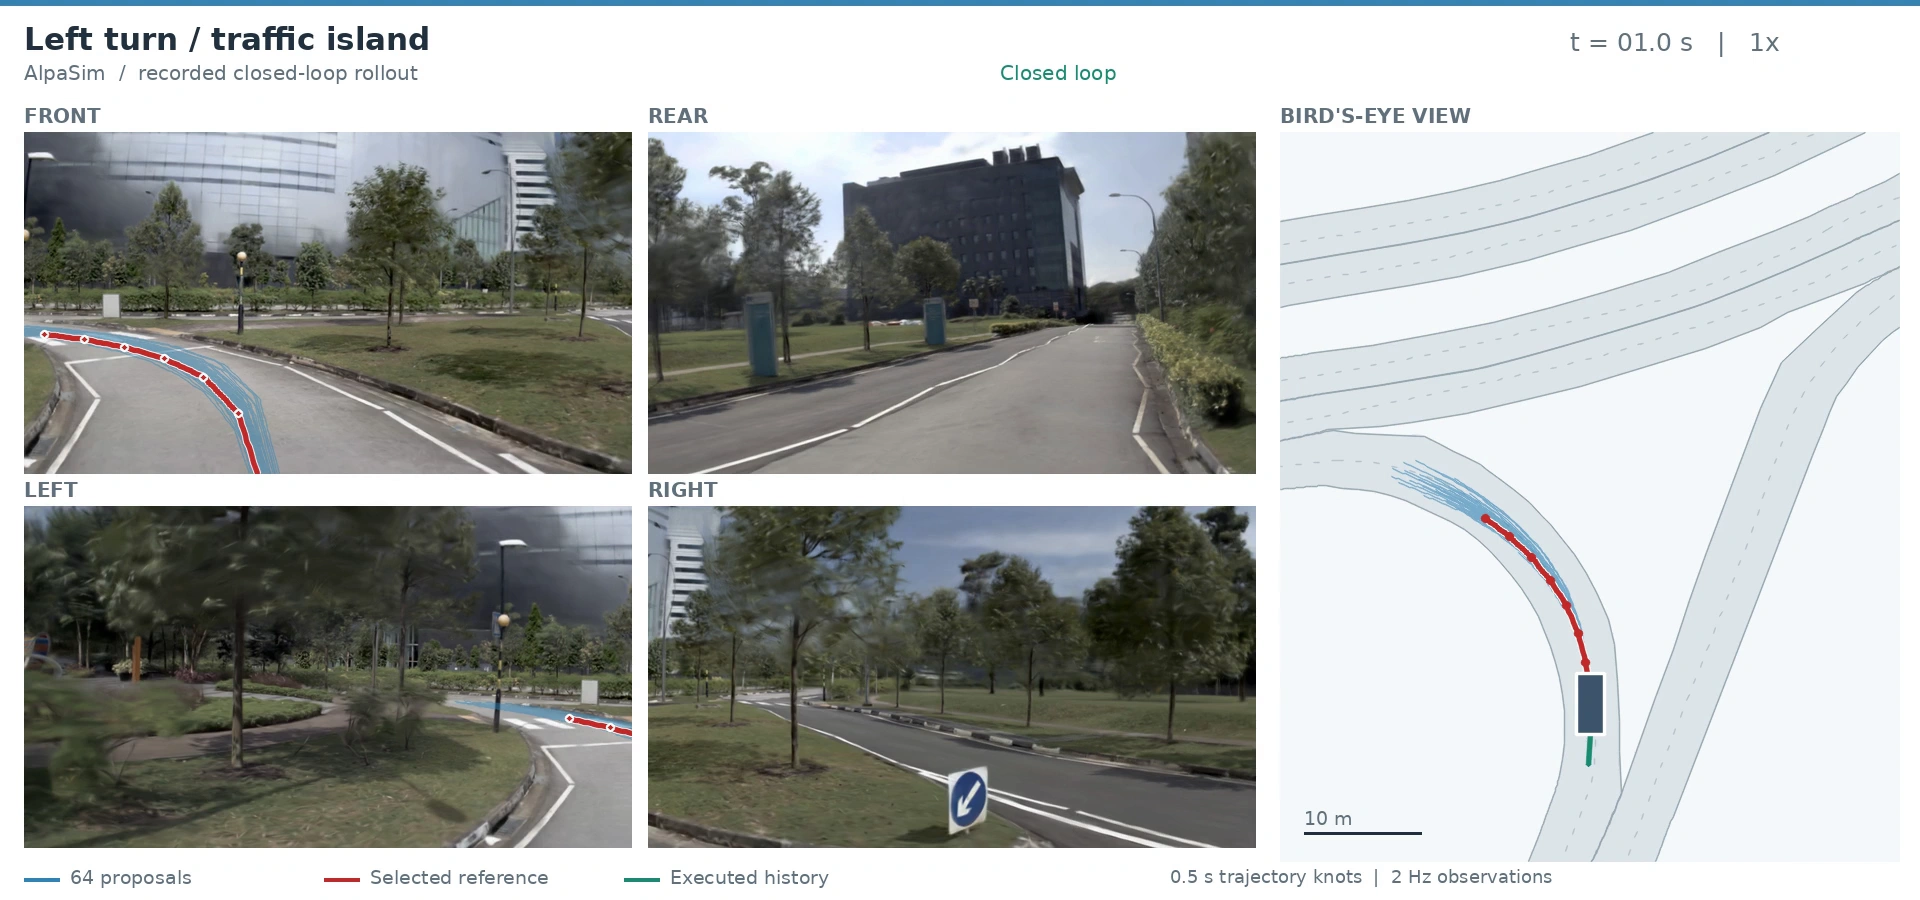 Left turn / traffic island
t = 01.0 s | 1x
AlpaSim / recorded closed-loop rollout
Closed loop
FRONT
REAR
BIRD'S-EYE VIEW
LEFT
RIGHT
10 m
64 proposals
Selected reference
Executed history
0.5 s trajectory knots | 2 Hz observations